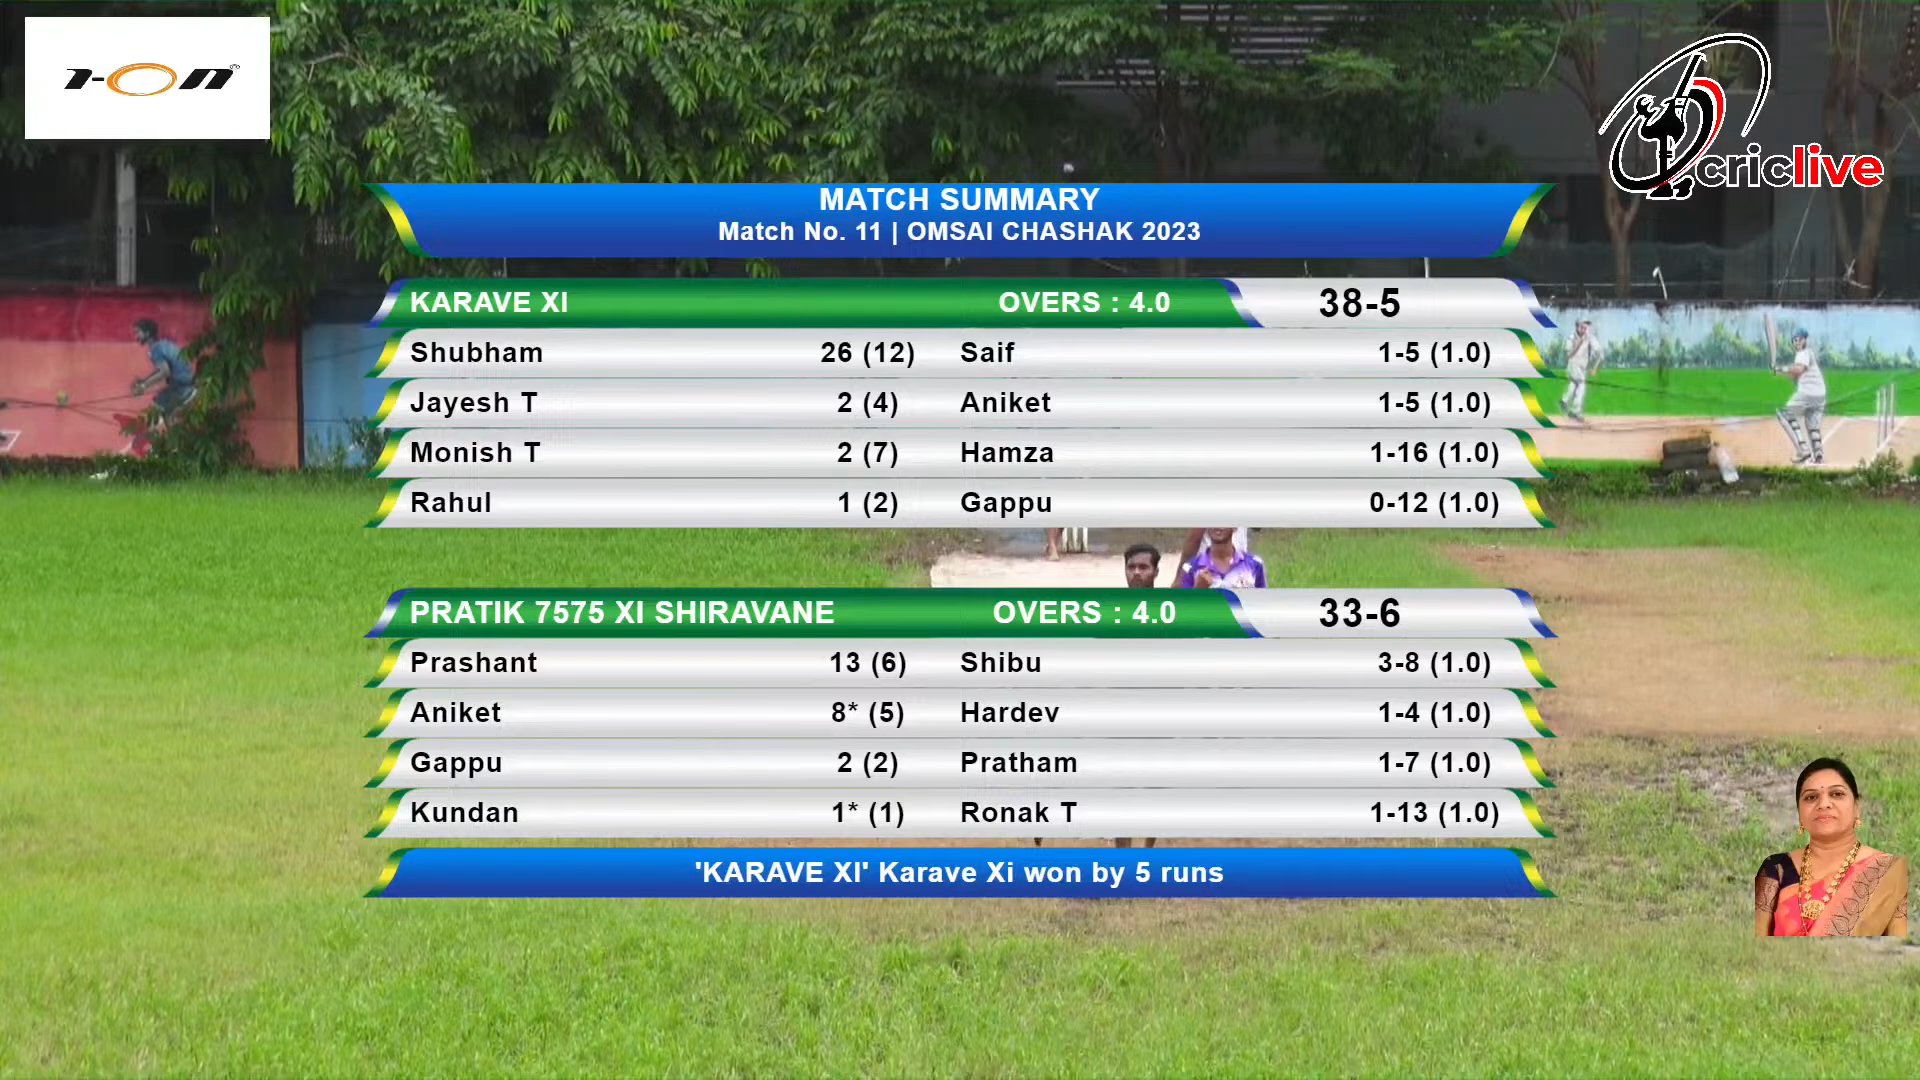 1-ON
criclive
MATCH SUMMARY
Match No. 11 | OMSAI CHASHAK 2023
KARAVE XI OVERS : 4.0 38-5
Shubham 26 (12) Saif 1-5 (1.0)
Jayesh T 2 (4) Aniket 1-5 (1.0)
Monish T 2 (7) Hamza 1-16 (1.0)
Rahul 1 (2) Gappu 0-12 (1.0)
PRATIK 7575 XI SHIRAVANE OVERS : 4.0 33-6
Prashant 13 (6) Shibu 3-8 (1.0)
Aniket 8* (5) Hardev 1-4 (1.0)
Gappu 2 (2) Pratham 1-7 (1.0)
Kundan 1* (1) Ronak T 1-13 (1.0)
'KARAVE XI' Karave Xi won by 5 runs